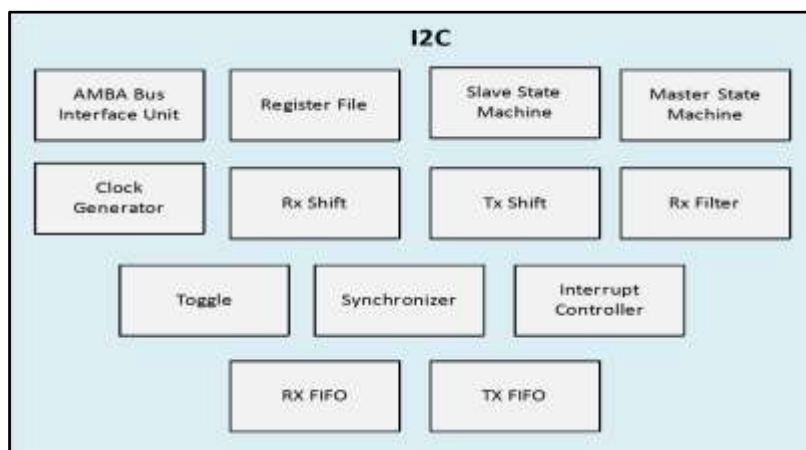 I2C
AMBA Bus
Interface Unit
Register File
Slave State
Machine
Master State
Machine
Clock
Generator
Rx Shift
Tx Shift
Rx Filter
Toggle
Synchronizer
Interrupt
Controller
RX FIFO
TX FIFO